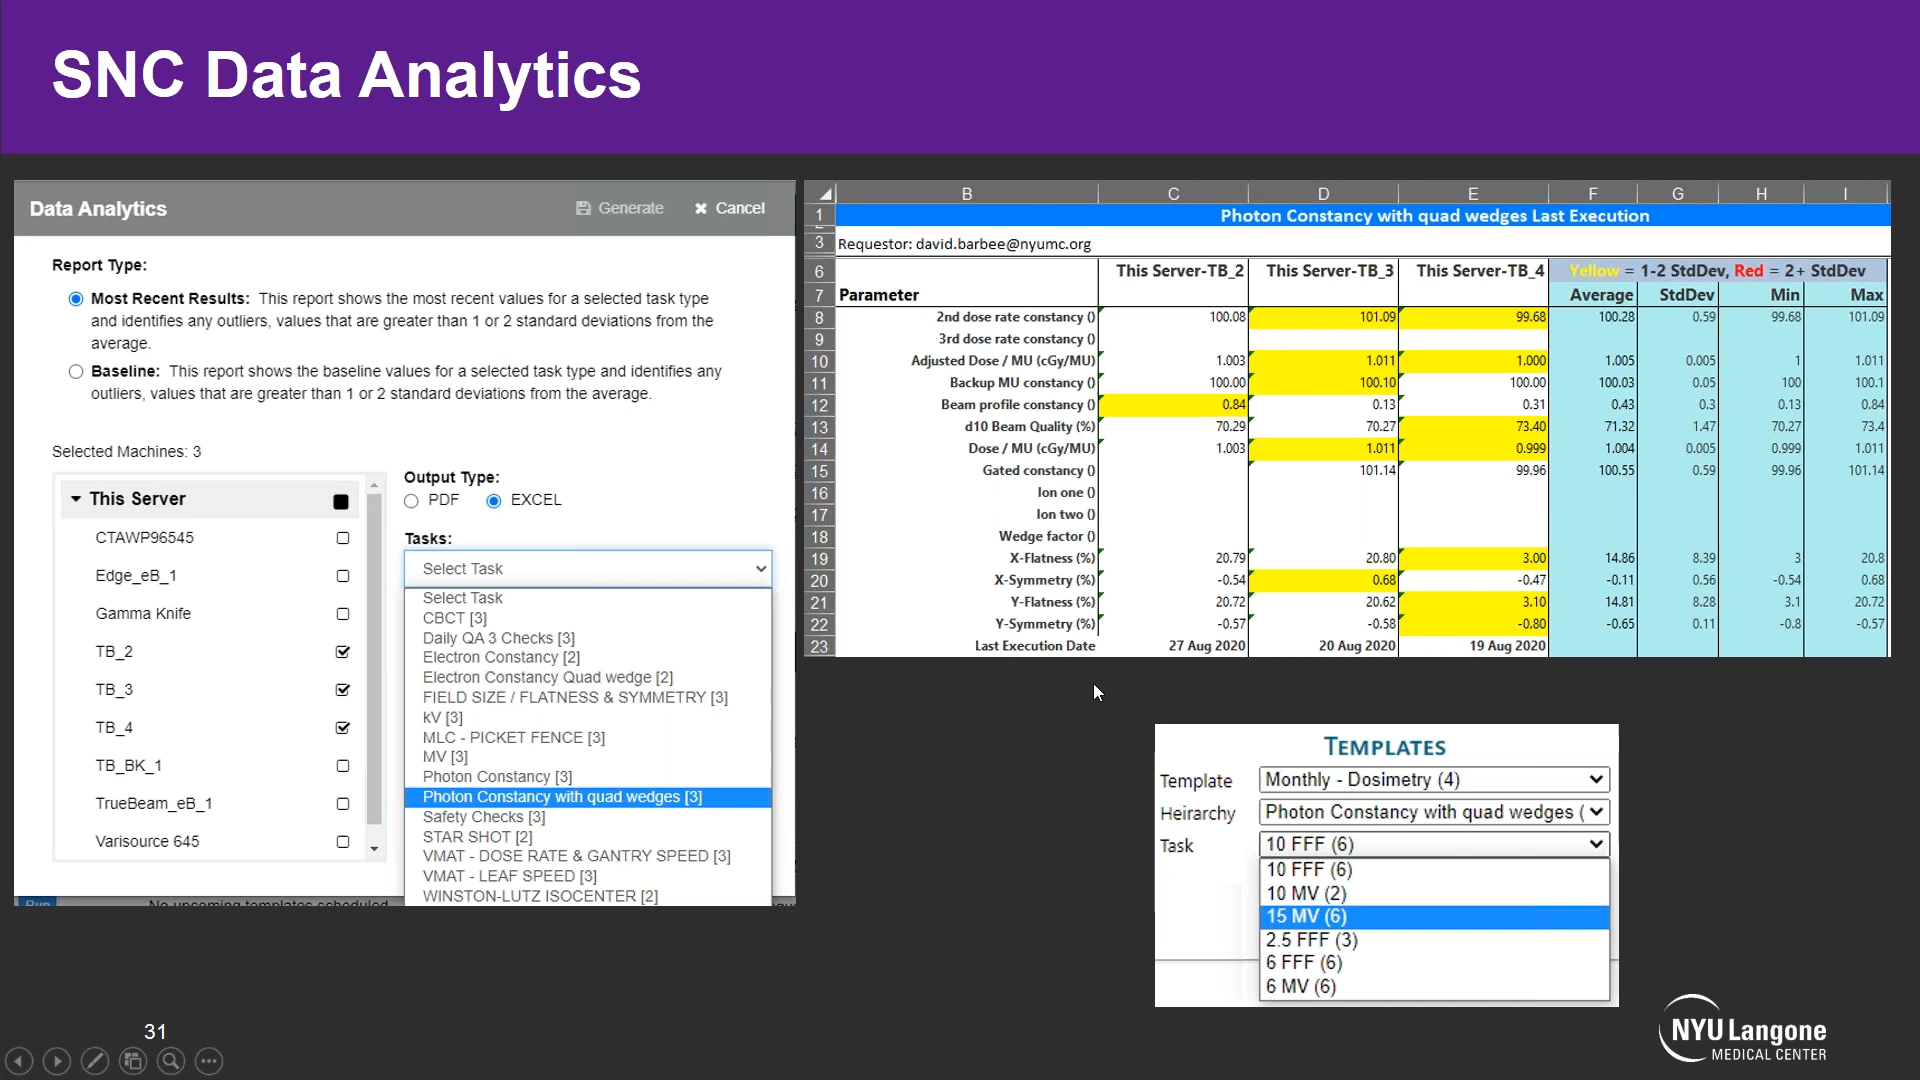 SNC Data Analytics
Data Analytics
Generate
Cancel
Report Type:
Most Recent Results: This report shows the most recent values for a selected task type
and identifies any outliers, values that are greater than 1 or 2 standard deviations from the
average.
Baseline: This report shows the baseline values for a selected task type and identifies any
outliers, values that are greater than 1 or 2 standard deviations from the average.
Selected Machines: 3
This Server
CTAWP96545
Edge_eB_1
Gamma Knife
TB_2
TB_3
TB_4
TB_BK_1
TrueBeam_eB_1
Varisource 645
Output Type:
PDF EXCEL
Tasks:
Select Task
Select Task
CBCT [3]
Daily QA 3 Checks [3]
Electron Constancy [2]
Electron Constancy Quad wedge [2]
FIELD SIZE / FLATNESS & SYMMETRY [3]
kV [3]
MLC - PICKET FENCE [3]
MV [3]
Photon Constancy [3]
Photon Constancy with quad wedges [3]
Safety Checks [3]
STAR SHOT [2]
VMAT - DOSE RATE & GANTRY SPEED [3]
VMAT - LEAF SPEED [3]
WINSTON-LUTZ ISOCENTER [2]
Run
No upcoming templates scheduled
B C D E F G H I
1 Photon Constancy with quad wedges Last Execution
3 Requestor: david.barbee@nyumc.org
6 This Server-TB_2 This Server-TB_3 This Server-TB_4 Yellow = 1-2 StdDev, Red = 2+ StdDev
7 Parameter Average StdDev Min Max
8 2nd dose rate constancy () 100.08 101.09 99.68 100.28 0.59 99.68 101.09
9 3rd dose rate constancy ()
10 Adjusted Dose / MU (cGy/MU) 1.003 1.011 1.000 1.005 0.005 1 1.011
11 Backup MU constancy () 100.00 100.10 100.00 100.03 0.05 100 100.1
12 Beam profile constancy () 0.84 0.13 0.31 0.43 0.3 0.13 0.84
13 d10 Beam Quality (%) 70.29 70.27 73.40 71.32 1.47 70.27 73.4
14 Dose / MU (cGy/MU) 1.003 1.011 0.999 1.004 0.005 0.999 1.011
15 Gated constancy () 101.14 99.96 100.55 0.59 99.96 101.14
16 Ion one ()
17 Ion two ()
18 Wedge factor ()
19 X-Flatness (%) 20.79 20.80 3.00 14.86 8.39 3 20.8
20 X-Symmetry (%) -0.54 0.68 -0.47 -0.11 0.56 -0.54 0.68
21 Y-Flatness (%) 20.72 20.62 3.10 14.81 8.28 3.1 20.72
22 Y-Symmetry (%) -0.57 -0.58 -0.80 -0.65 0.11 -0.8 -0.57
23 Last Execution Date 27 Aug 2020 20 Aug 2020 19 Aug 2020
TEMPLATES
Template Monthly - Dosimetry (4)
Heirarchy Photon Constancy with quad wedges (
Task 10 FFF (6)
10 FFF (6)
10 MV (2)
15 MV (6)
2.5 FFF (3)
6 FFF (6)
6 MV (6)
31
NYU Langone
MEDICAL CENTER